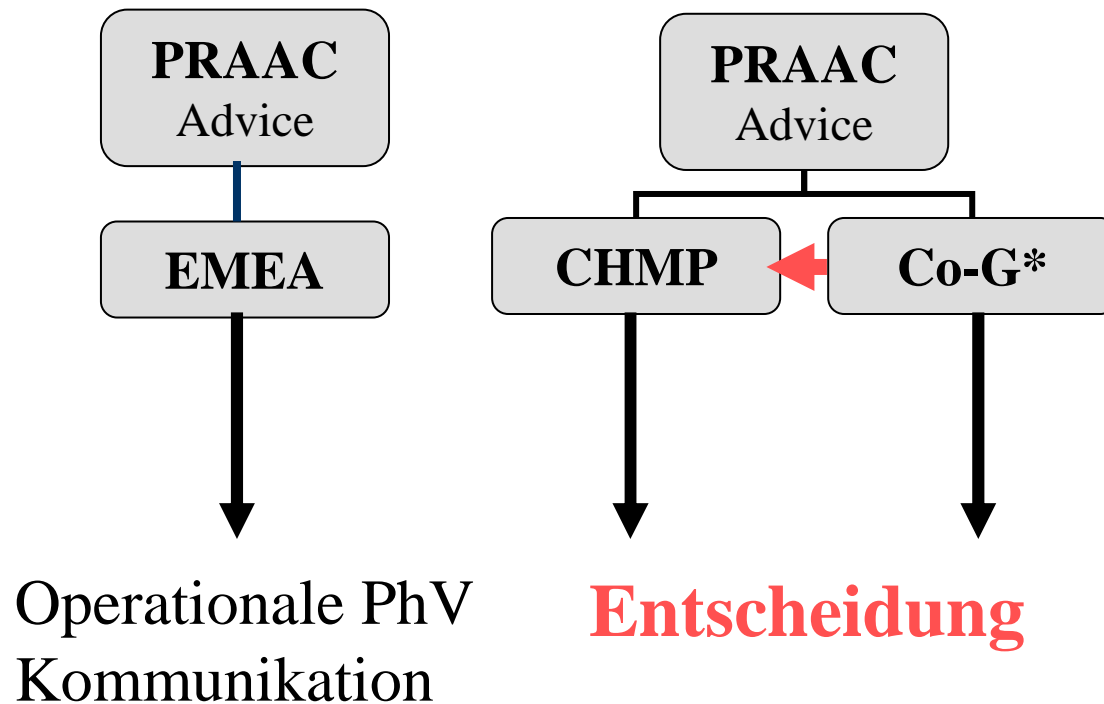 PRAAC
Advice
EMEA
Operationale PhV
Kommunikation
PRAAC
Advice
CHMP
Co-G*
Entscheidung